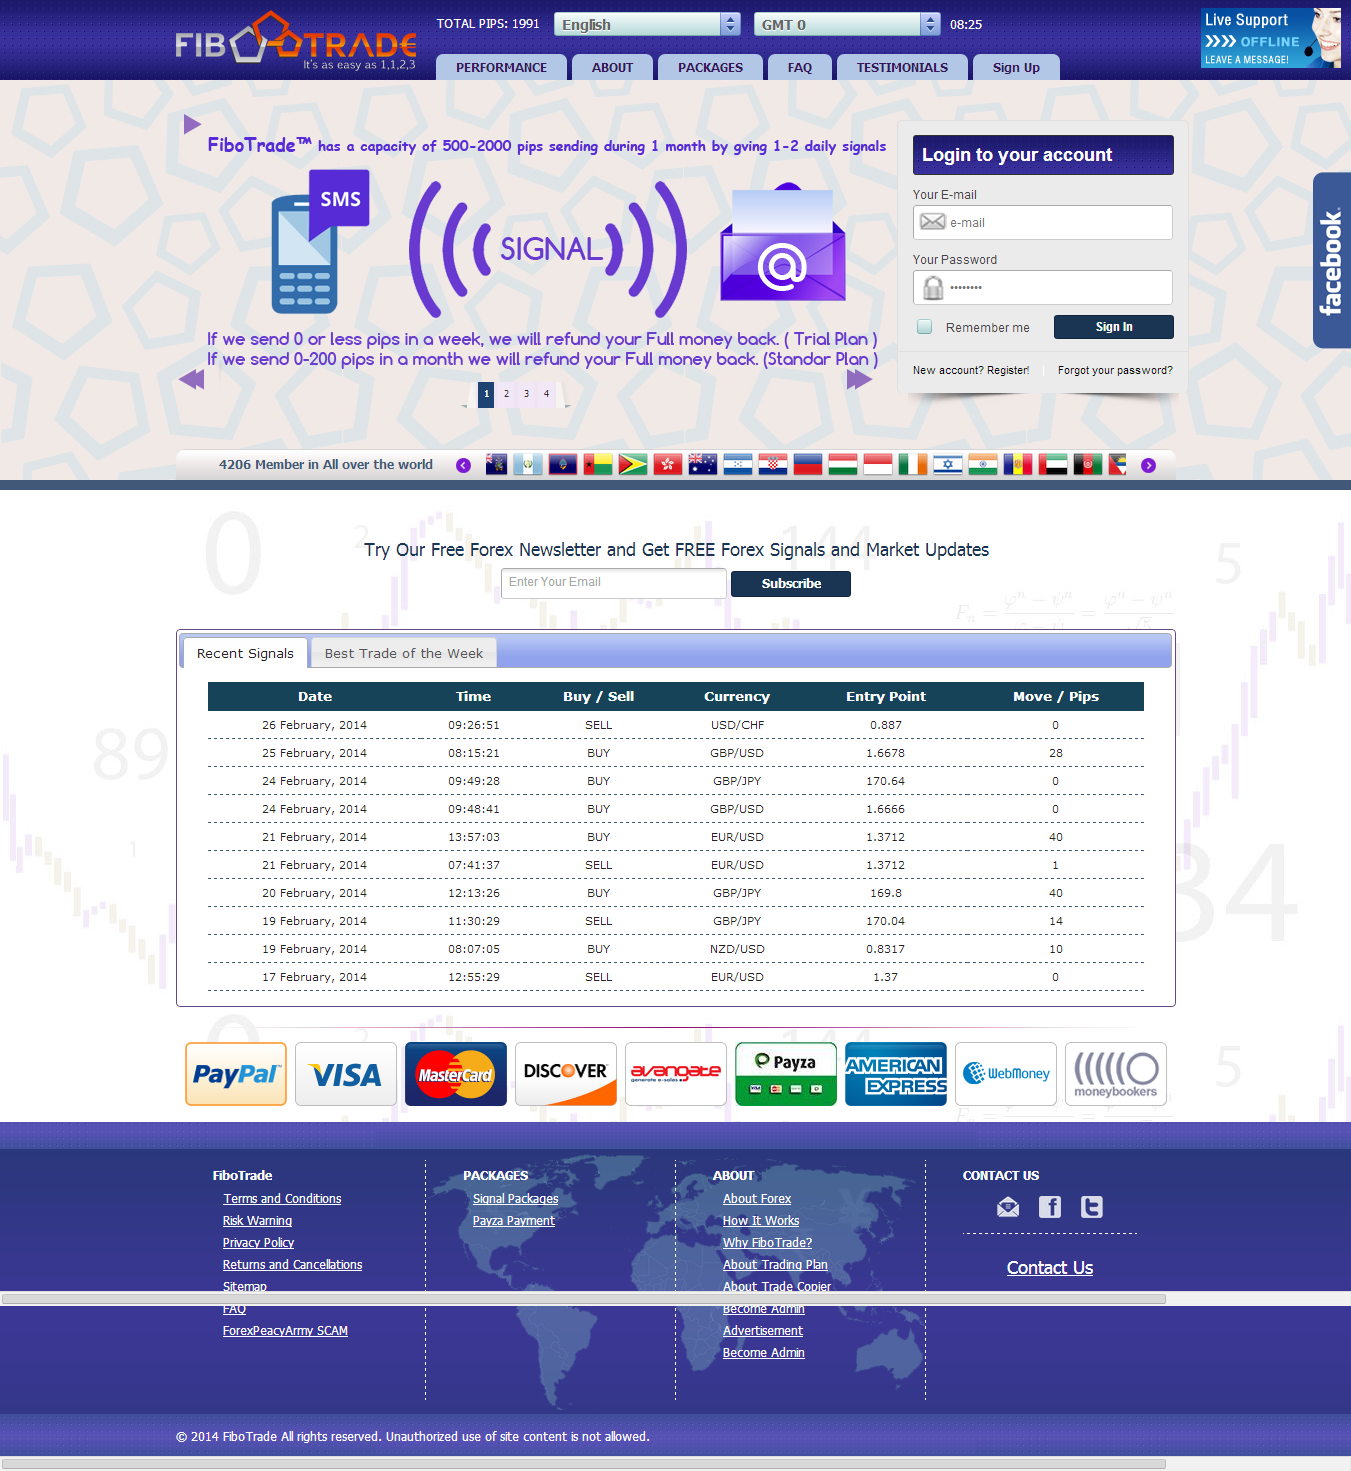 FIBOTRADE
It's as easy as 1,1,2,3
TOTAL PIPS: 1991
English
GMT 0
08:25
Live Support
OFFLINE
LEAVE A MESSAGE!
PERFORMANCE
ABOUT
PACKAGES
FAQ
TESTIMONIALS
Sign Up
FiboTrade™ has a capacity of 500-2000 pips sending during 1 month by gving 1-2 daily signals
SMS
SIGNAL
@
If we send 0 or less pips in a week, we will refund your Full money back. ( Trial Plan )
If we send 0-200 pips in a month we will refund your Full money back. (Standar Plan )
1 2 3 4
Login to your account
Your E-mail
e-mail
Your Password
••••••••
Remember me
Sign In
New account? Register!
Forgot your password?
facebook
4206 Member in All over the world
Try Our Free Forex Newsletter and Get FREE Forex Signals and Market Updates
Enter Your Email
Subscribe
0
2
144
5
89
1
34
Recent Signals
Best Trade of the Week
Date Time Buy / Sell Currency Entry Point Move / Pips
26 February, 2014 09:26:51 SELL USD/CHF 0.887 0
25 February, 2014 08:15:21 BUY GBP/USD 1.6678 28
24 February, 2014 09:49:28 BUY GBP/JPY 170.64 0
24 February, 2014 09:48:41 BUY GBP/USD 1.6666 0
21 February, 2014 13:57:03 BUY EUR/USD 1.3712 40
21 February, 2014 07:41:37 SELL EUR/USD 1.3712 1
20 February, 2014 12:13:26 BUY GBP/JPY 169.8 40
19 February, 2014 11:30:29 SELL GBP/JPY 170.04 14
19 February, 2014 08:07:05 BUY NZD/USD 0.8317 10
17 February, 2014 12:55:29 SELL EUR/USD 1.37 0
PayPal
VISA
MasterCard
DISCOVER
avangate
generate e-sales
Payza
AMERICAN EXPRESS
WebMoney
moneybookers
FiboTrade
Terms and Conditions
Risk Warning
Privacy Policy
Returns and Cancellations
Sitemap
FAQ
ForexPeacyArmy SCAM
PACKAGES
Signal Packages
Payza Payment
ABOUT
About Forex
How It Works
Why FiboTrade?
About Trading Plan
About Trade Copier
Become Admin
Advertisement
Become Admin
CONTACT US
Contact Us
© 2014 FiboTrade All rights reserved. Unauthorized use of site content is not allowed.